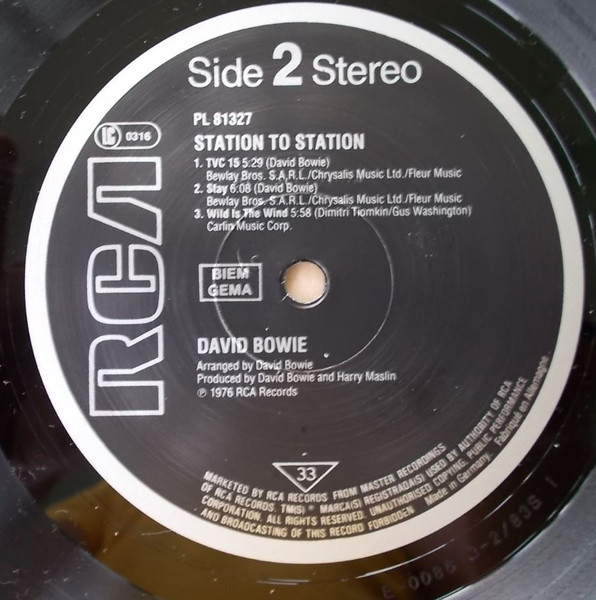 Side 2 Stereo
PL 81327
LC 0316
STATION TO STATION
1. TVC 15 5:29 (David Bowie)
Bewlay Bros. S.A.R.L./Chrysalis Music Ltd./Fleur Music
2. Stay 6:08 (David Bowie)
Bewlay Bros. S.A.R.L./Chrysalis Music Ltd./Fleur Music
3. Wild Is The Wind 5:58 (Dimitri Tiomkin/Gus Washington)
Carlin Music Corp.
RCA
BIEM
GEMA
DAVID BOWIE
Arranged by David Bowie
Produced by David Bowie and Harry Maslin
℗ 1976 RCA Records
33
MARKETED BY RCA RECORDS FROM MASTER RECORDINGS
OF RCA RECORDS. TM(S) ® MARCA(S) REGISTRADA(S) USED BY AUTHORITY OF RCA
CORPORATION. ALL RIGHTS RESERVED. UNAUTHORISED COPYING, PUBLIC PERFORMANCE
AND BROADCASTING OF THIS RECORD FORBIDDEN Made in Germany. Fabriqué en Allemagne.